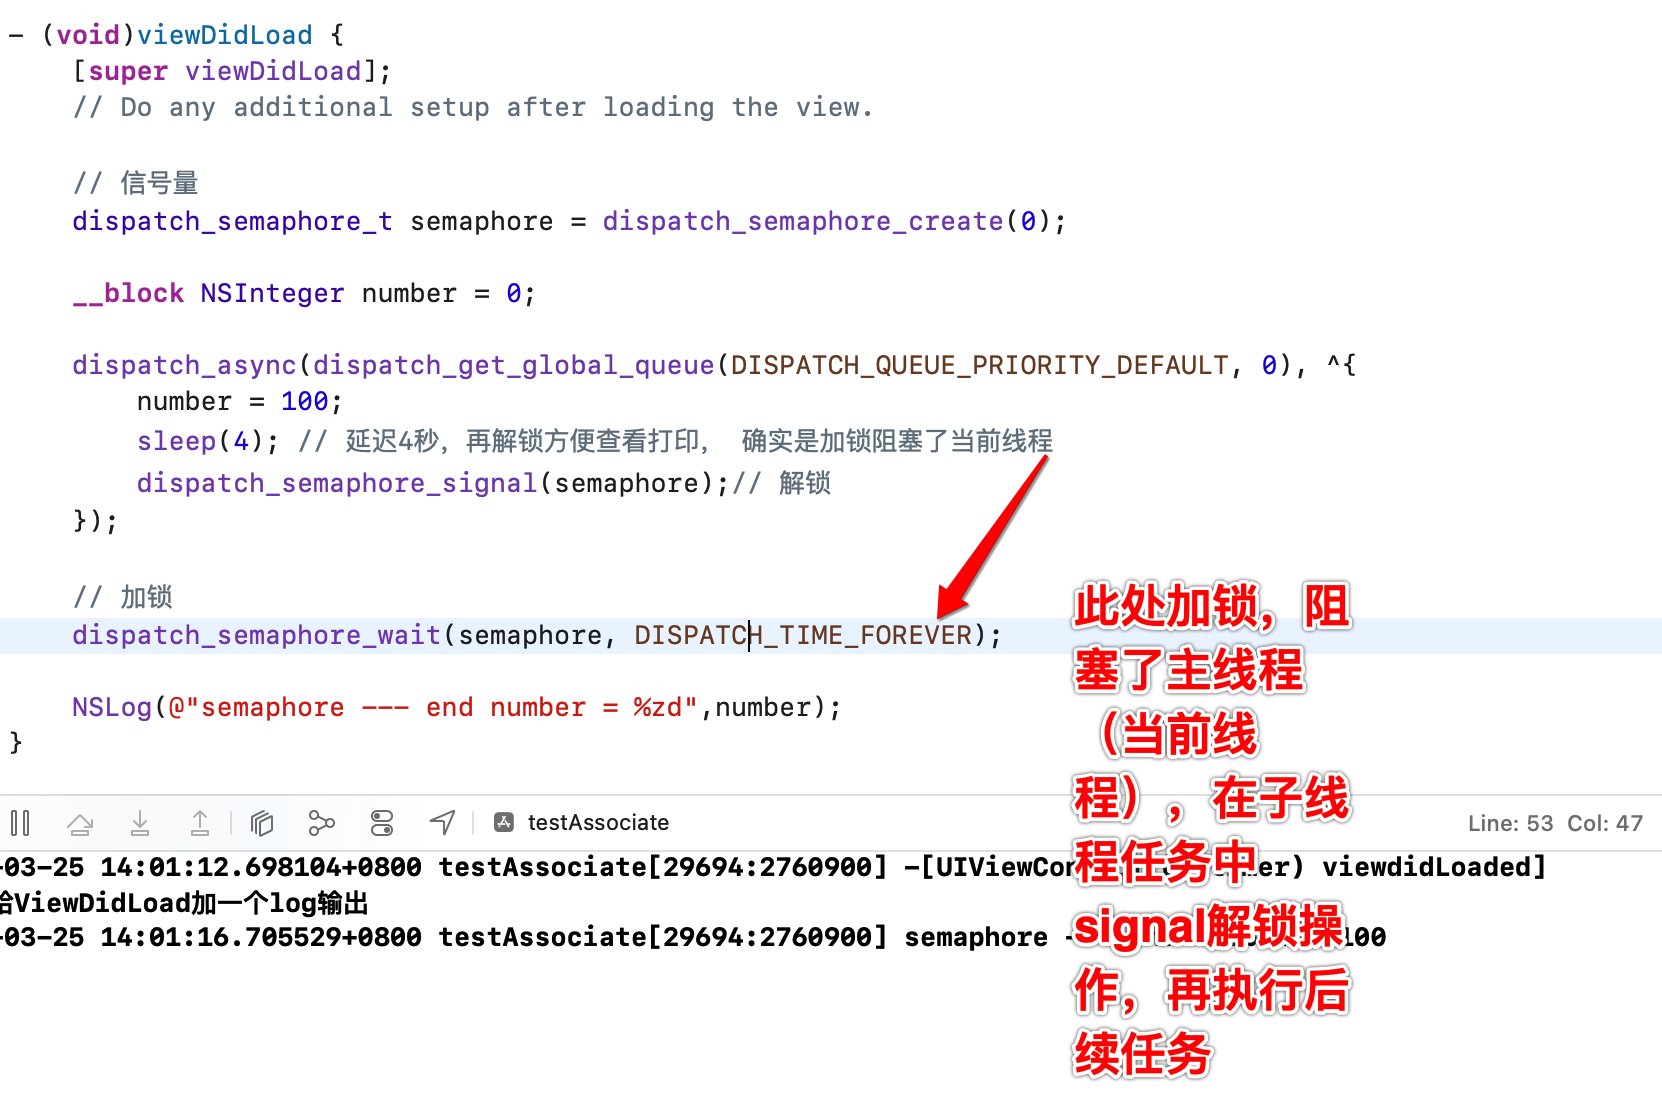 - (void)viewDidLoad {
[super viewDidLoad];
// Do any additional setup after loading the view.
// 信号量
dispatch_semaphore_t semaphore = dispatch_semaphore_create(0);
__block NSInteger number = 0;
dispatch_async(dispatch_get_global_queue(DISPATCH_QUEUE_PRIORITY_DEFAULT, 0), ^{
number = 100;
sleep(4); // 延迟4秒，再解锁方便查看打印， 确实是加锁阻塞了当前线程
dispatch_semaphore_signal(semaphore);// 解锁
});
// 加锁
dispatch_semaphore_wait(semaphore, DISPATCH_TIME_FOREVER);
NSLog(@"semaphore --- end number = %zd",number);
}
此处加锁，阻
塞了主线程
（当前线
程），在子线
程任务中
signal解锁操
作，再执行后
续任务
testAssociate
Line: 53 Col: 47
-03-25 14:01:12.698104+0800 testAssociate[29694:2760900] -[UIViewCon viewdidLoaded]
给ViewDidLoad加一个log输出
-03-25 14:01:16.705529+0800 testAssociate[29694:2760900] semaphore 100